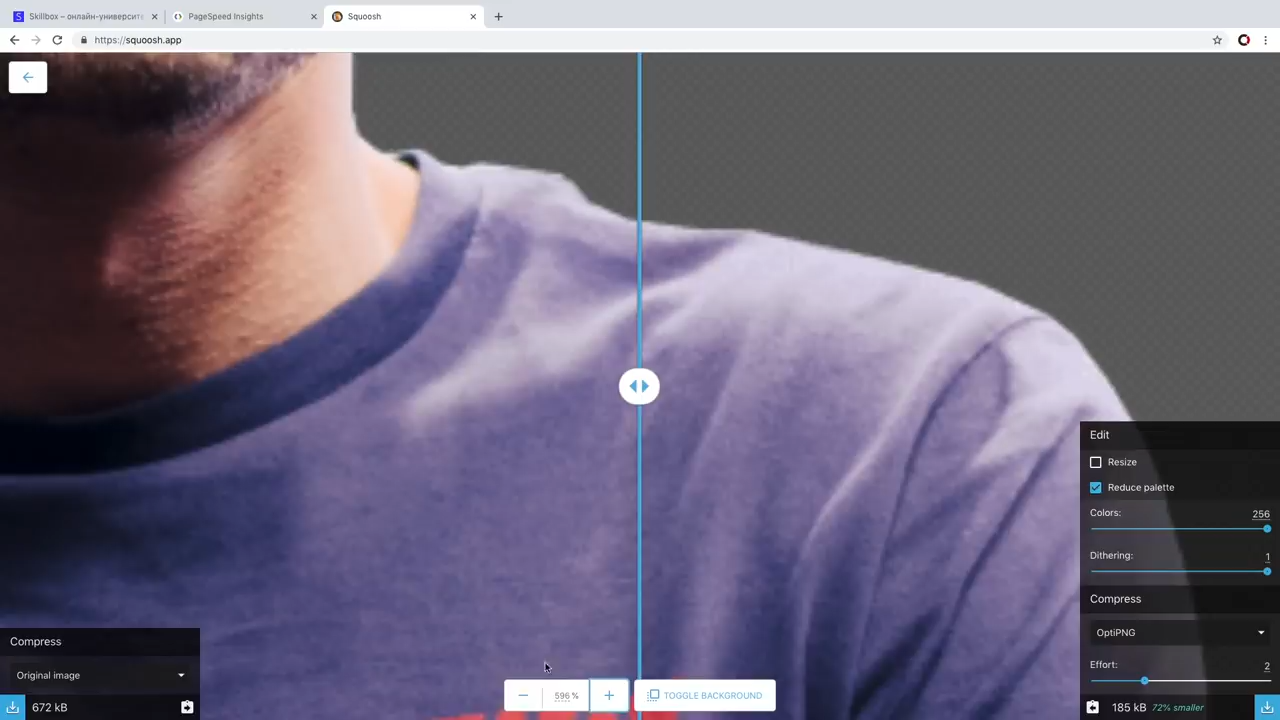 Skillbox – онлайн-университ
PageSpeed Insights
Squoosh
https://squoosh.app
Edit
Resize
Reduce palette
Colors: 256
Dithering: 1
Compress
OptiPNG
Effort: 2
185 kB 72% smaller
Compress
Original image
672 kB
596 %
TOGGLE BACKGROUND